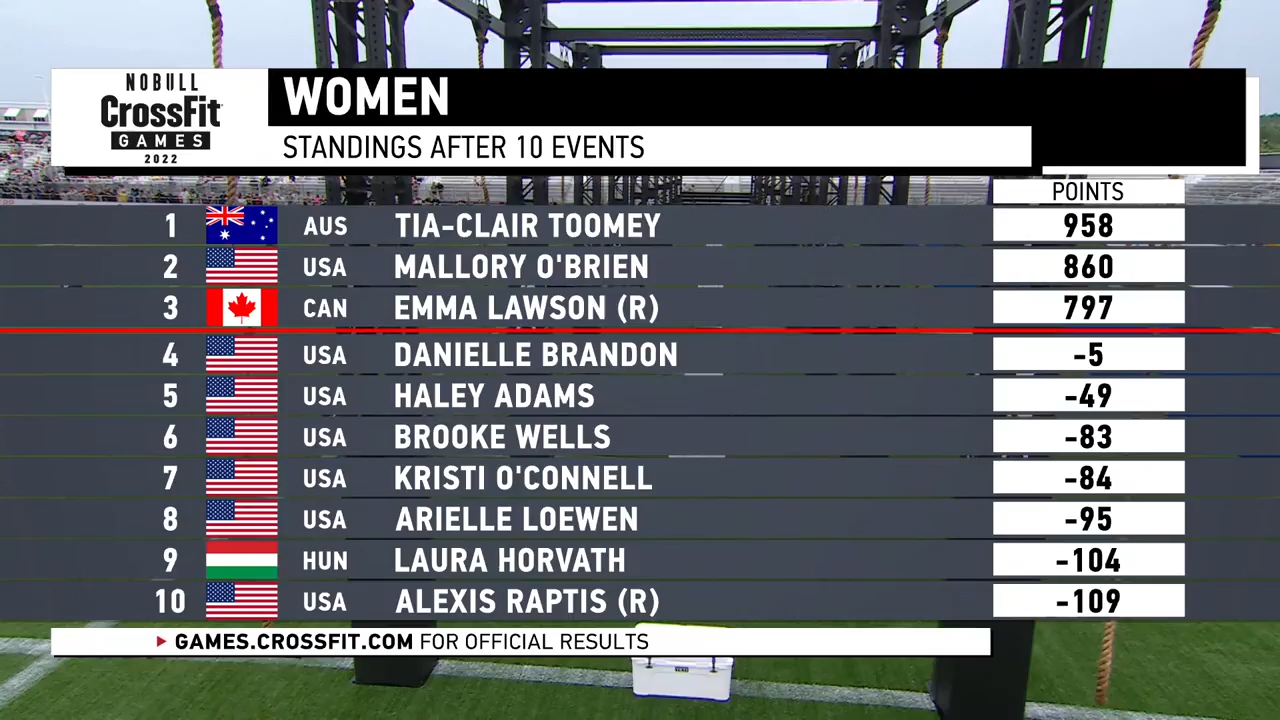 NOBULL
CrossFit
GAMES
2022
WOMEN
STANDINGS AFTER 10 EVENTS
POINTS
1 AUS TIA-CLAIR TOOMEY 958
2 USA MALLORY O'BRIEN 860
3 CAN EMMA LAWSON (R) 797
4 USA DANIELLE BRANDON -5
5 USA HALEY ADAMS -49
6 USA BROOKE WELLS -83
7 USA KRISTI O'CONNELL -84
8 USA ARIELLE LOEWEN -95
9 HUN LAURA HORVATH -104
10 USA ALEXIS RAPTIS (R) -109
GAMES.CROSSFIT.COM FOR OFFICIAL RESULTS
YETI